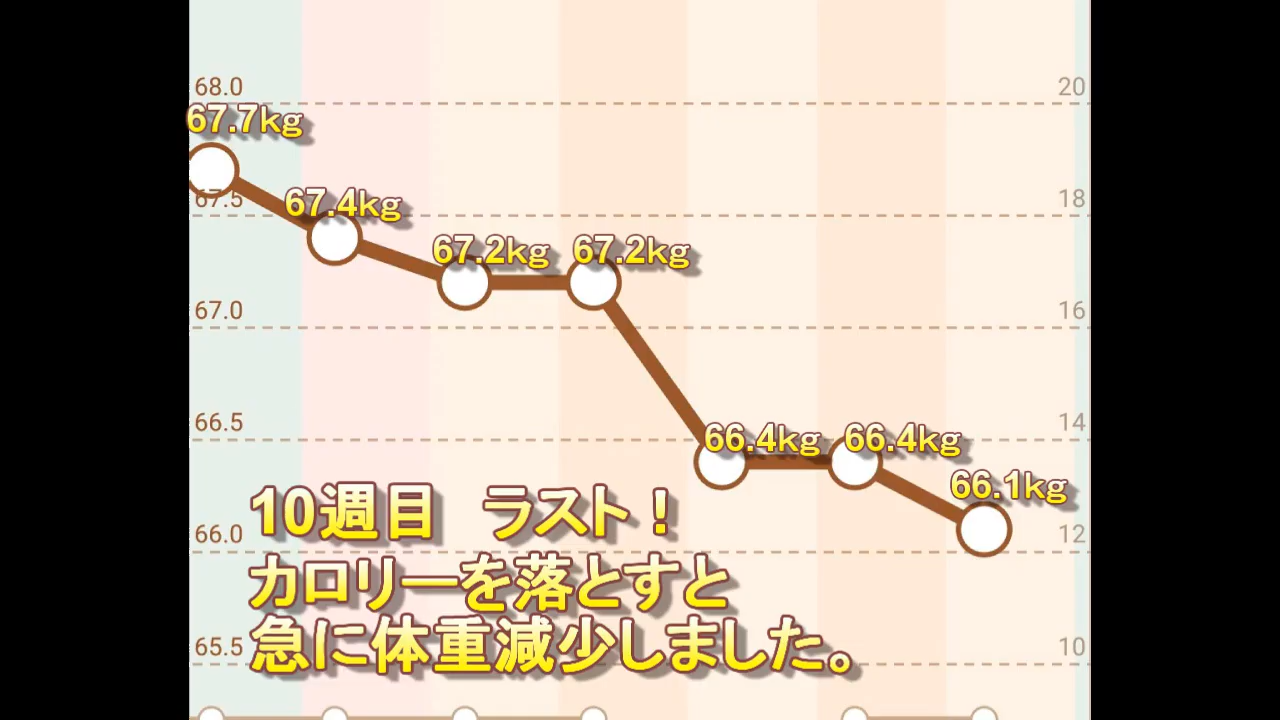 68.0
20
67.7kg
67.5
67.4kg
18
67.2kg
67.2kg
67.0
16
66.5
14
66.4kg
66.4kg
66.1kg
10週目 ラスト！
66.0
12
カロリーを落とすと
急に体重減少しました。
65.5
10